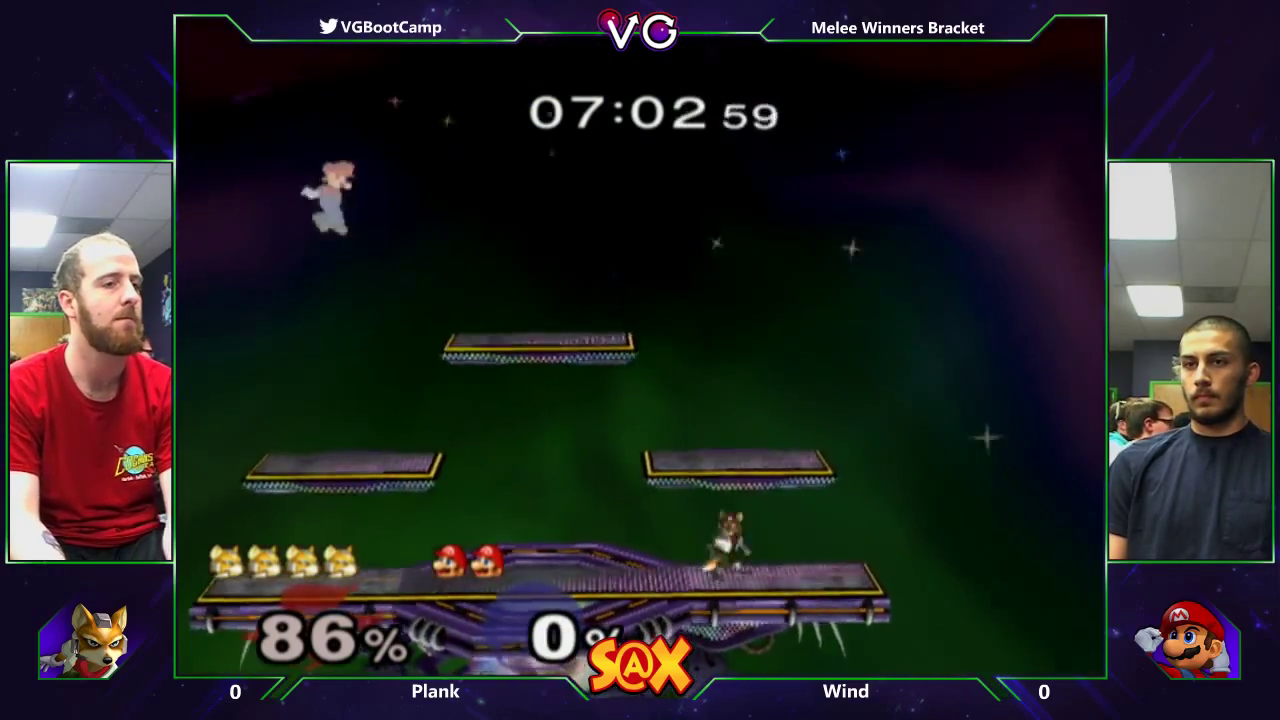 VGBootCamp
VG
Melee Winners Bracket
07:02 59
86%
0%
S@X
0
Plank
Wind
0